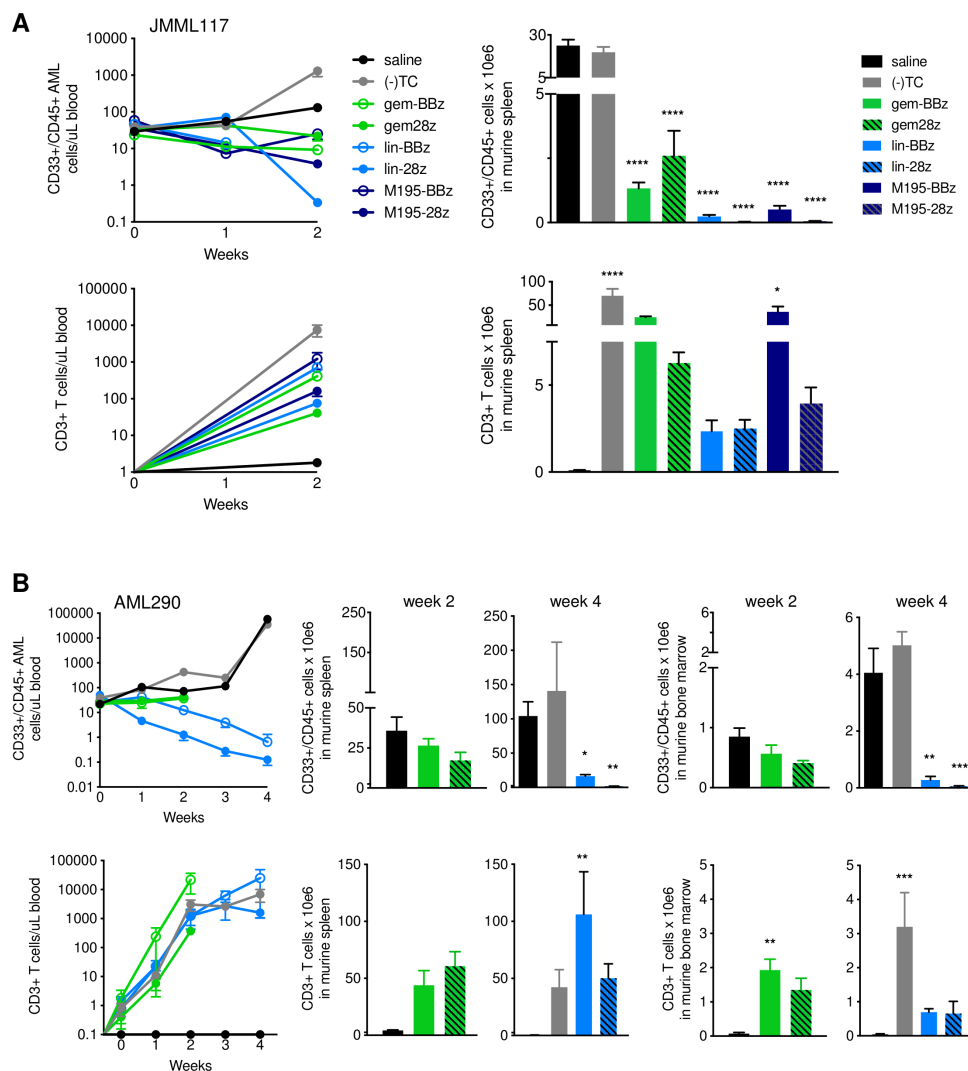 A
JMML117
CD33+/CD45+ AML
cells/uL blood
100000
10000
1000
100
10
1
0.1
0
1
2
Weeks
saline
(-)TC
gem-BBz
gem28z
lin-BBz
lin-28z
M195-BBz
M195-28z
CD33+/CD45+ cells x 10e6
in murine spleen
30
5
5
0
****
****
****
****
****
****
saline
(-)TC
gem-BBz
gem28z
lin-BBz
lin-28z
M195-BBz
M195-28z
CD3+ T cells/uL blood
100000
10000
1000
100
10
1
0
1
2
Weeks
CD3+ T cells x 10e6
in murine spleen
100
50
5
0
****
*
B
AML290
CD33+/CD45+ AML
cells/uL blood
100000
10000
1000
100
10
1
0.1
0.01
0
1
2
3
4
Weeks
week 2
CD33+/CD45+ cells x 10e6
in murine spleen
250
150
50
25
0
week 4
250
200
150
100
50
0
*
**
week 2
CD33+/CD45+ cells x 10e6
in murine bone marrow
6
4
2
2
1
0
week 4
6
4
2
0
**
***
CD3+ T cells/uL blood
100000
10000
1000
100
10
1
0.1
0
1
2
3
4
Weeks
CD3+ T cells x 10e6
in murine spleen
150
100
50
0
150
100
50
0
**
CD3+ T cells x 10e6
in murine bone marrow
5
4
3
2
1
0
**
5
4
3
2
1
0
***